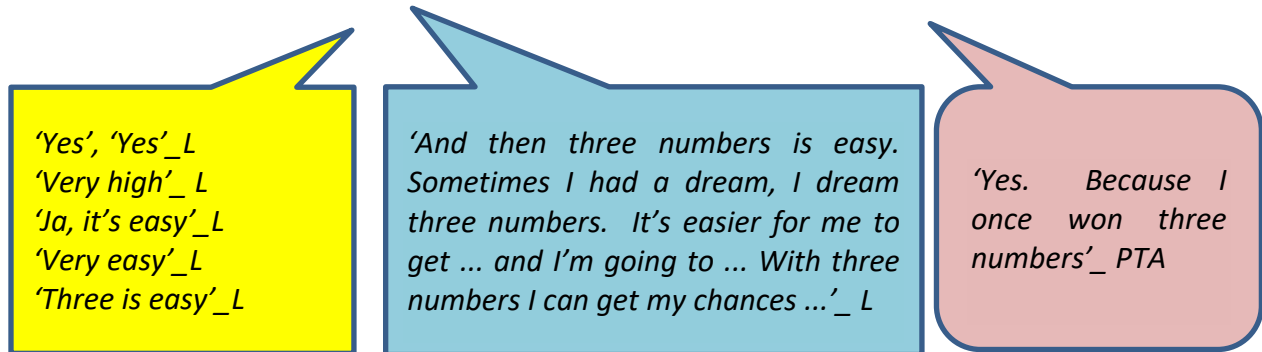 ‘Yes’, ‘Yes’_L
‘Very high’_ L
‘Ja, it’s easy’_L
‘Very easy’_L
‘Three is easy’_L
‘And then three numbers is easy.
Sometimes I had a dream, I dream
three numbers. It’s easier for me to
get ... and I’m going to ... With three
numbers I can get my chances ...’_ L
‘Yes. Because I
once won three
numbers’_ PTA